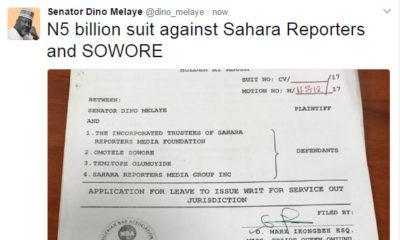 Senator Dino Melaye @dino_melaye · now
N5 billion suit against Sahara Reporters
and SOWORE
HOLDEN AT ABUJA
SUIT NO: CV/ /17
MOTION NO: M/ /17
BETWEEN:
SENATOR DINO MELAYE PLAINTIFF
AND
1. THE INCORPORATED TRUSTEES OF SAHARA
REPORTERS MEDIA FOUNDATION
2. OMOYELE SOWORE
3. TEMITOPE OLUMOYIDE
DEFENDANTS
4. SAHARA REPORTERS MEDIA GROUP INC
APPLICATION FOR LEAVE TO ISSUE WRIT FOR SERVICE OUT
JURISDICTION
FILED BY:
MARK IKONGBEH ESQ.